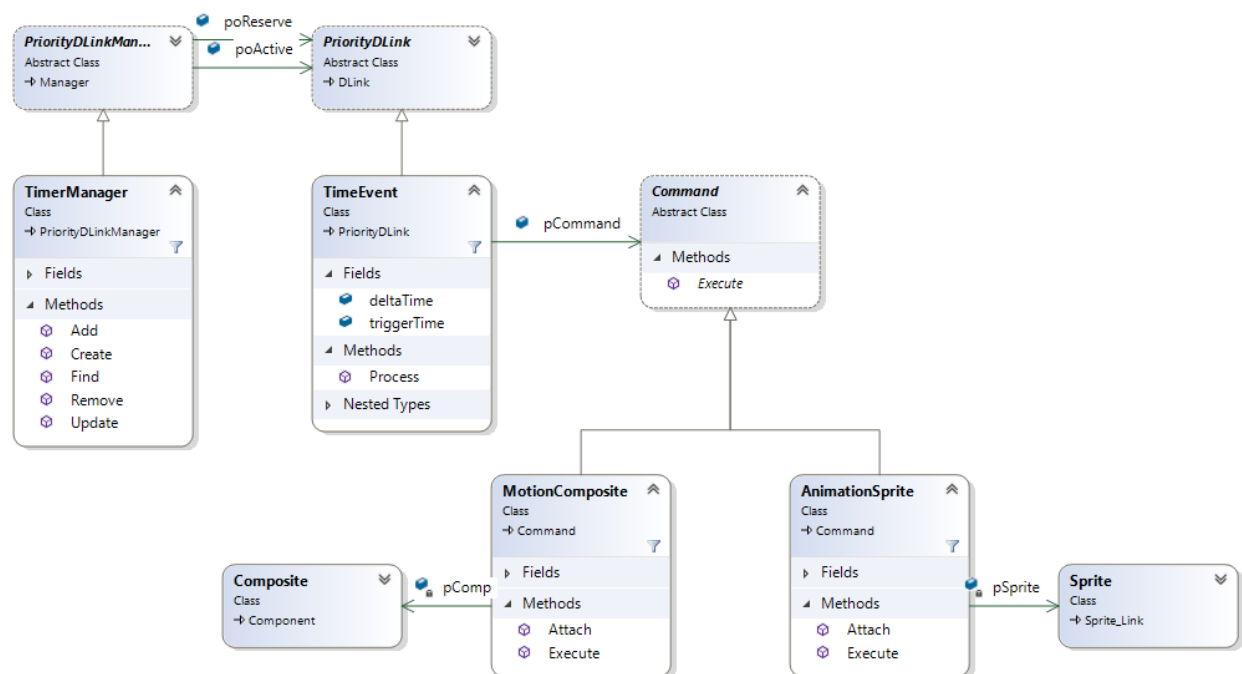 poReserve
poActive
PriorityDLinkMan...
Abstract Class
Manager
PriorityDLink
Abstract Class
DLink
TimerManager
Class
PriorityDLinkManager
Fields
Methods
Add
Create
Find
Remove
Update
TimeEvent
Class
PriorityDLink
Fields
deltaTime
triggerTime
Methods
Process
Nested Types
pCommand
Command
Abstract Class
Methods
Execute
MotionComposite
Class
Command
Fields
Methods
Attach
Execute
AnimationSprite
Class
Command
Fields
Methods
Attach
Execute
Composite
Class
Component
pComp
pSprite
Sprite
Class
Sprite_Link